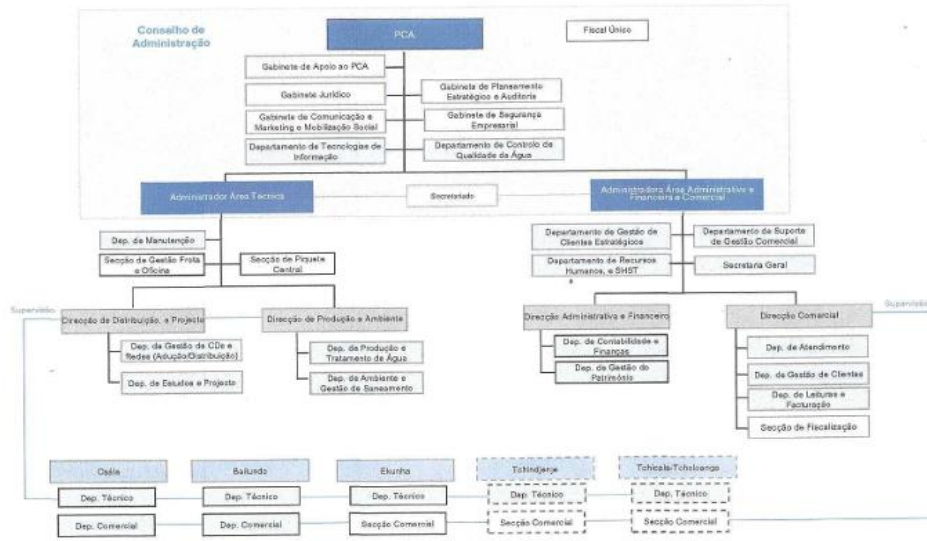 Conselho de
Administração
PCA
Fiscal Único
Gabinete de Apoio ao PCA
Gabinete Jurídico
Gabinete de Planeamento
Estratégico e Auditoria
Gabinete de Comunicação e
Marketing e Mobilização Social
Gabinete de Segurança
Empresarial
Departamento de Tecnologias de
Informação
Departamento de Controlo de
Qualidade da Água
Administrador Área Técnica
Secretariado
Administradora Área Administrativa e
Financeira e Comercial
Dep. de Manutenção
Secção de Gestão Frota
e Oficina
Secção de Piquete
Central
Departamento de Gestão de
Clientes Estratégicos
Departamento de Suporte
de Gestão Comercial
Departamento de Recursos
Humanos, e SHST
Secretaria Geral
Supervisão
Direcção de Distribuição, e Projecto
Direcção de Produção e Ambiente
Direcção Administrativa e Financeiro
Direcção Comercial
Supervisão
Dep. de Gestão de CDs e
Redes (Adução/Distribuição)
Dep. de Estudos e Projecto
Dep. de Produção e
Tratamento de Água
Dep. de Ambiente e
Gestão de Saneamento
Dep. de Contabilidade e
Finanças
Dep. de Gestão do
Património
Dep. de Atendimento
Dep. de Gestão de Clientes
Dep. de Leituras e
Facturação
Secção de Fiscalização
Bailundo
Ekunha
Tchindjenje
Dep. Técnico
Dep. Técnico
Dep. Técnico
Dep. Técnico
Dep. Técnico
Dep. Comercial
Dep. Comercial
Secção Comercial
Secção Comercial
Secção Comercial